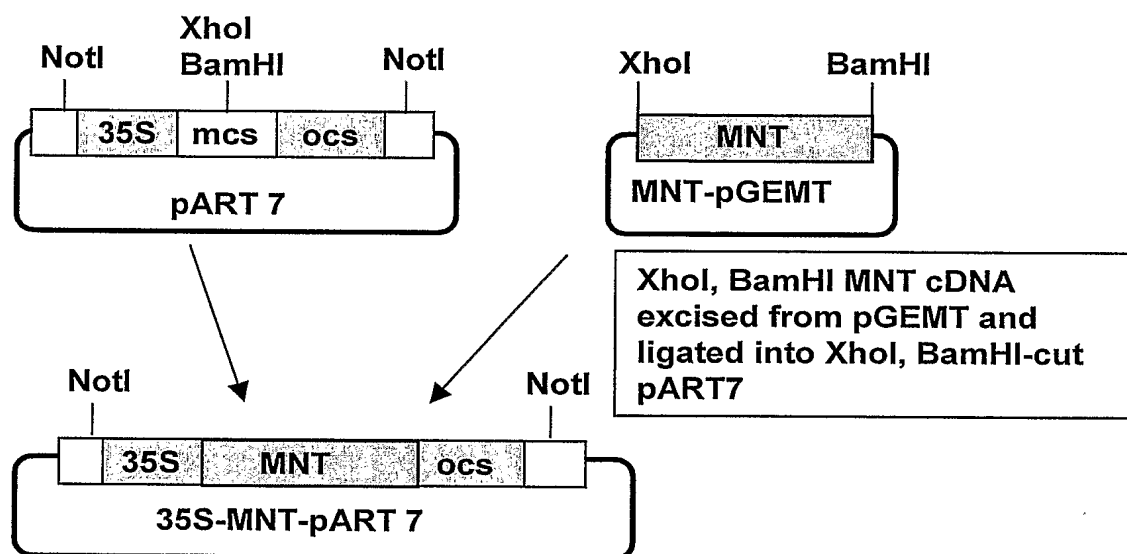 XhoI
NotI BamHI NotI
35S mcs ocs
pART 7
XhoI BamHI
MNT
MNT-pGEMT
XhoI, BamHI MNT cDNA
excised from pGEMT and
ligated into XhoI, BamHI-cut
pART7
NotI NotI
35S MNT ocs
35S-MNT-pART 7